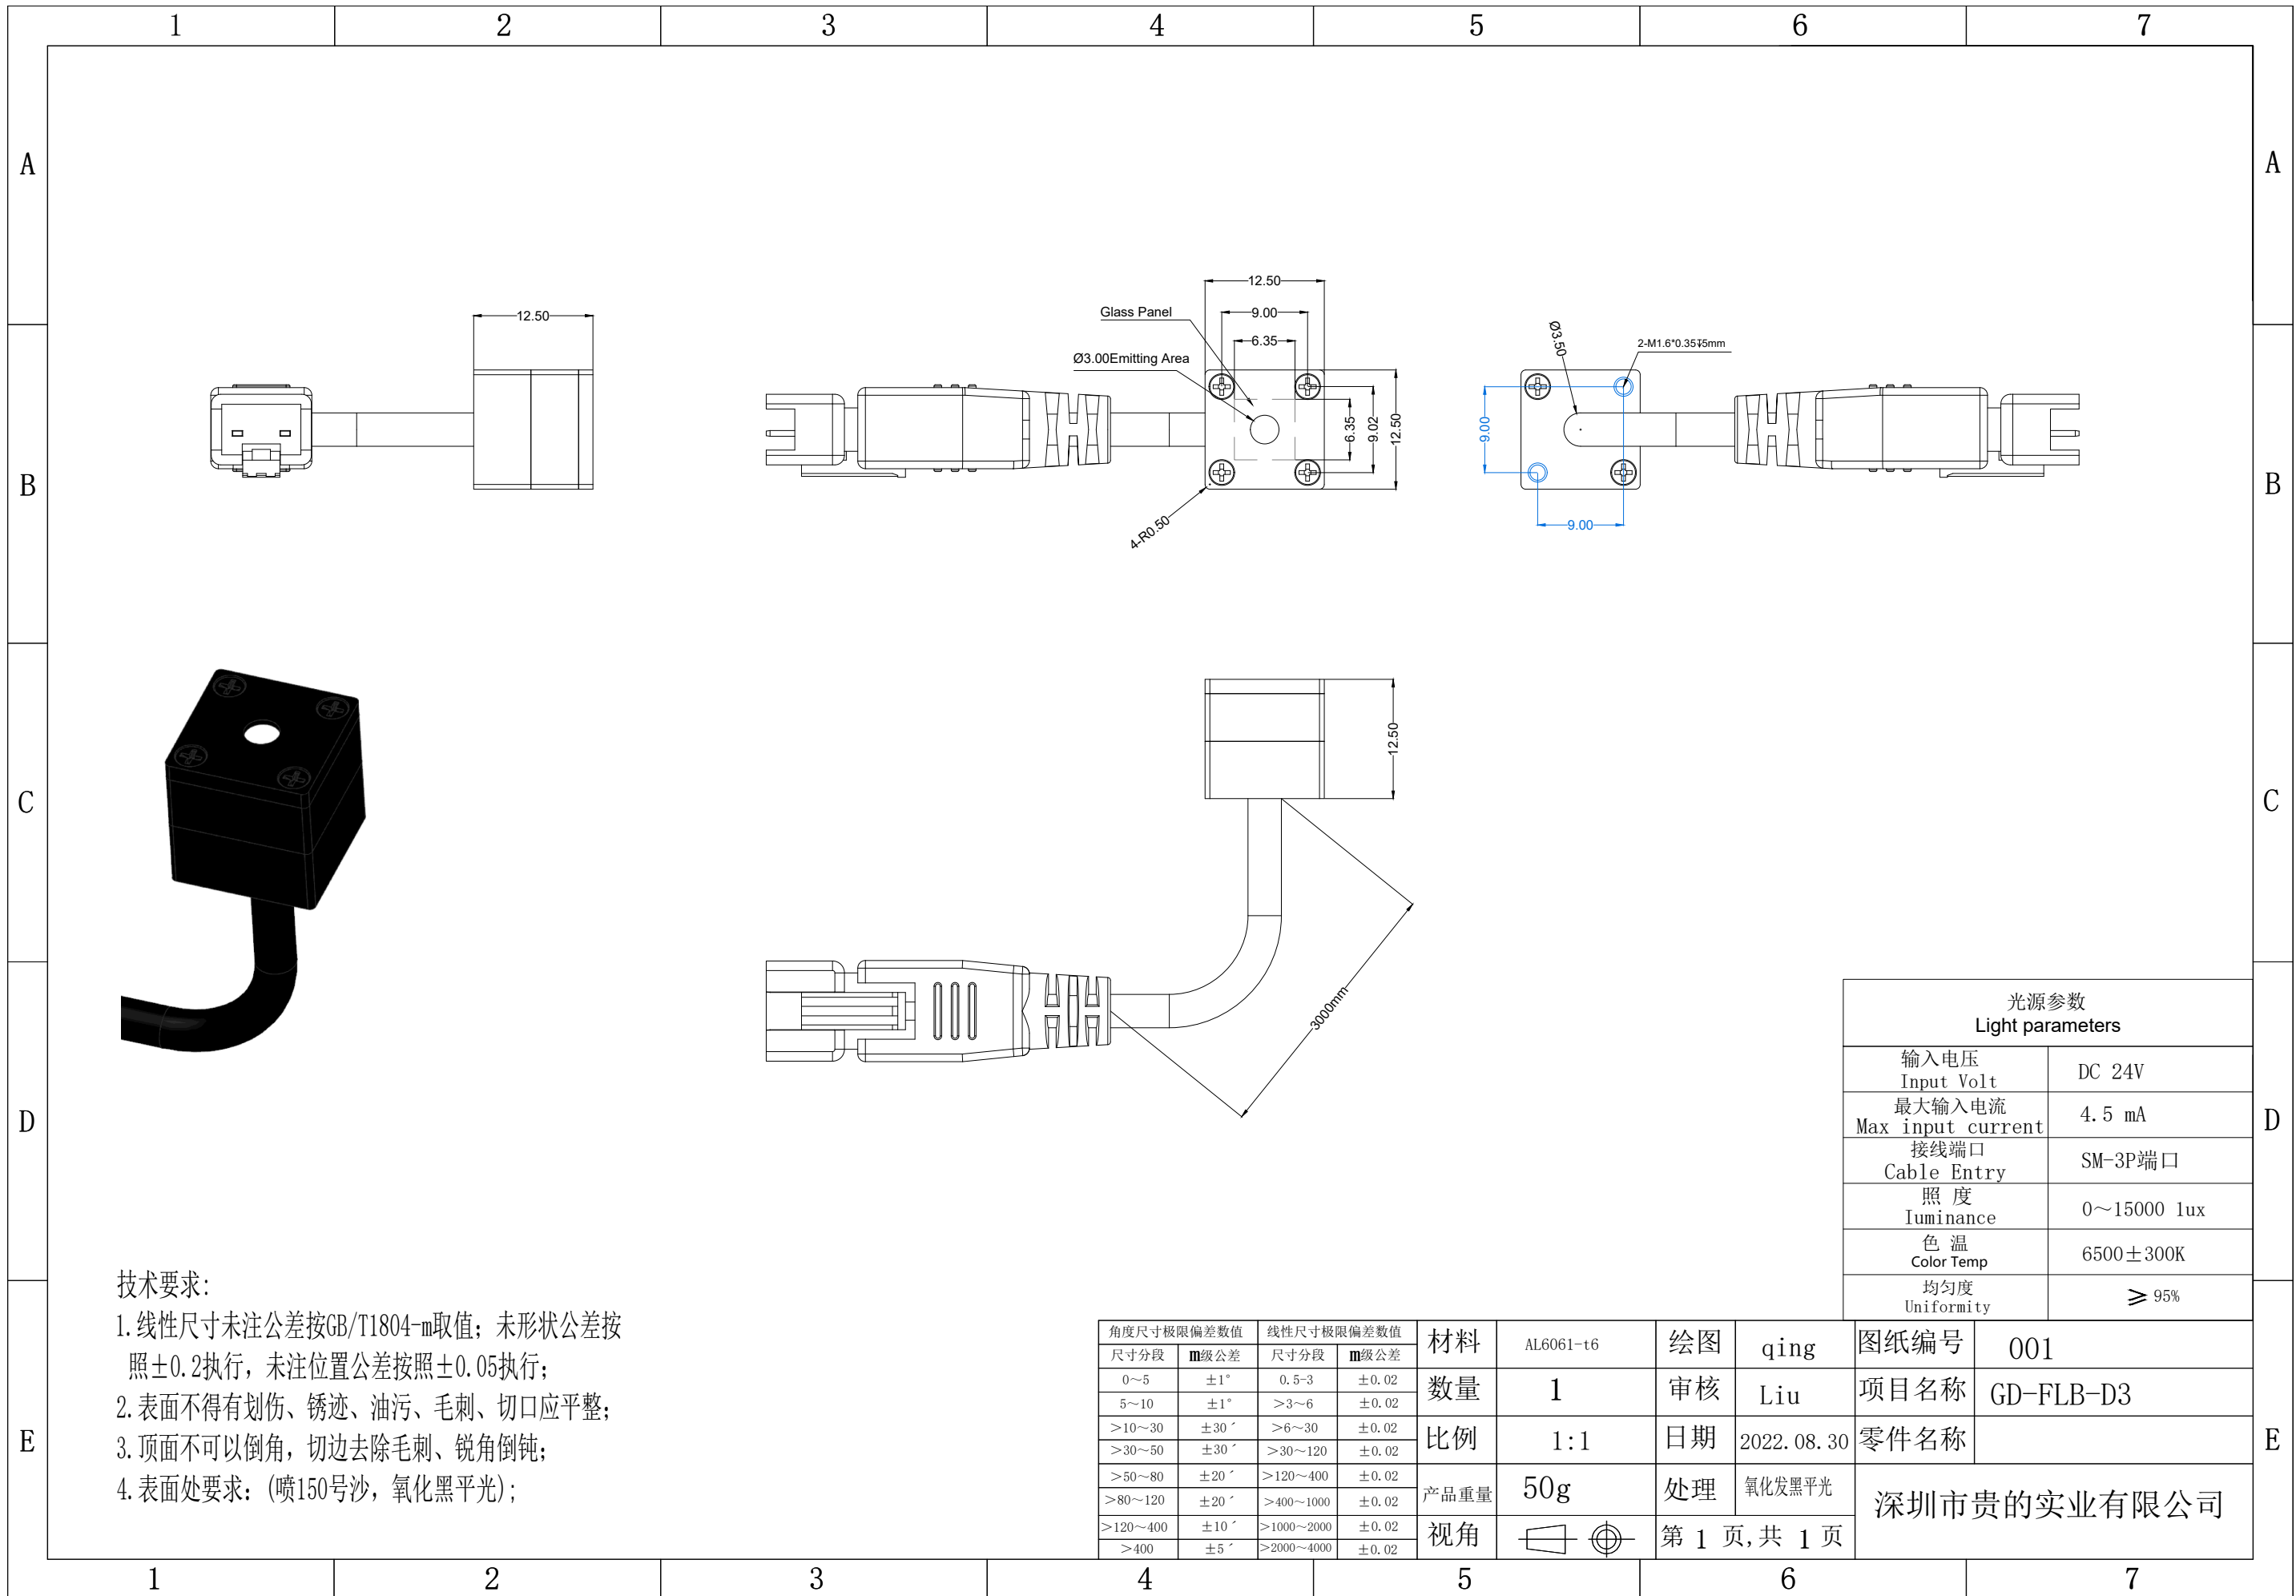 1 2 3 4 5 6 7
A A
B B
C C
D D
E E
12.50
12.50
9.00
6.35
Glass Panel
Ø3.00Emitting Area
6.35
9.02
12.50
4-R0.50
Ø3.50
2-M1.6*0.35↧5mm
9.00
9.00
12.50
3000mm
光源参数
Light parameters
输入电压
Input Volt
DC 24V
最大输入电流
Max input current
4.5 mA
接线端口
Cable Entry
SM-3P端口
照 度
Iuminance
0～15000 lux
色 温
Color Temp
6500±300K
均匀度
Uniformity
≥ 95%
技术要求:
1.线性尺寸未注公差按GB/T1804-m取值；未形状公差按
照±0.2执行，未注位置公差按照±0.05执行；
2.表面不得有划伤、锈迹、油污、毛刺、切口应平整；
3.顶面不可以倒角，切边去除毛刺、锐角倒钝；
4.表面处要求：(喷150号沙，氧化黑平光)；
角度尺寸极限偏差数值 线性尺寸极限偏差数值
尺寸分段 m级公差 尺寸分段 m级公差
0～5 ±1° 0.5-3 ±0.02
5～10 ±1° >3～6 ±0.02
>10～30 ±30´ >6～30 ±0.02
>30～50 ±30´ >30～120 ±0.02
>50～80 ±20´ >120～400 ±0.02
>80～120 ±20´ >400～1000 ±0.02
>120～400 ±10´ >1000～2000 ±0.02
>400 ±5´ >2000～4000 ±0.02
材料 AL6061-t6 绘图 qing 图纸编号 001
数量 1 审核 Liu 项目名称 GD-FLB-D3
比例 1:1 日期 2022.08.30 零件名称
产品重量 50g 处理 氧化发黑平光
深圳市贵的实业有限公司
视角 第 1 页,共 1 页
1 2 3 4 5 6 7